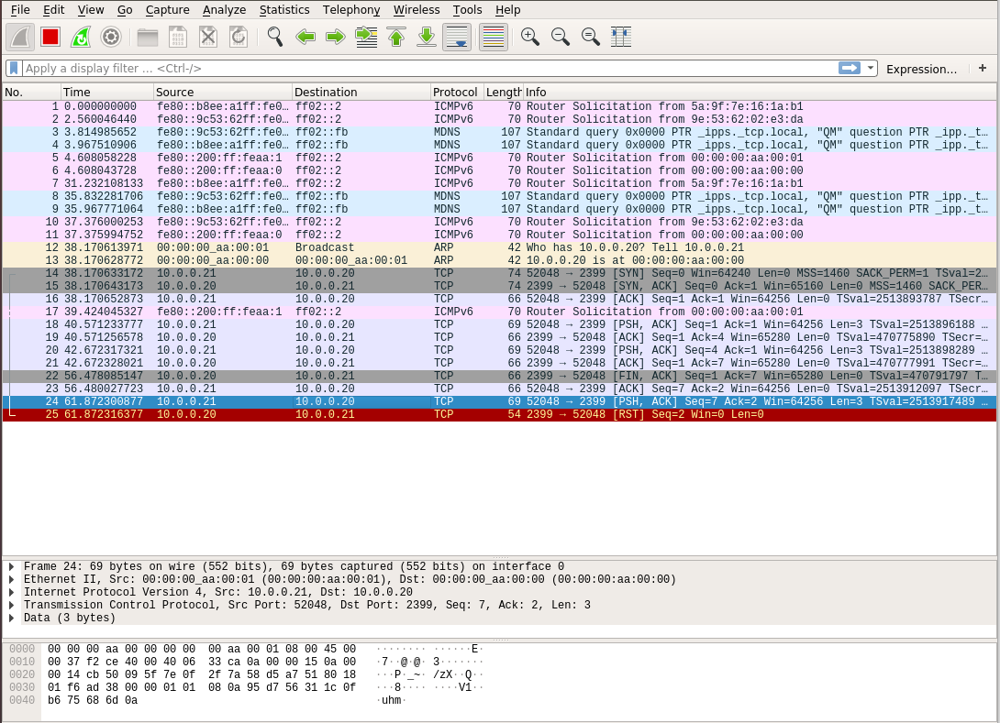 File Edit View Go Capture Analyze Statistics Telephony Wireless Tools Help
Apply a display filter … <Ctrl-/> Expression… +
No. Time Source Destination Protocol Length Info
1 0.000000000 fe80::b8ee:a1ff:fe0… ff02::2 ICMPv6 70 Router Solicitation from 5a:9f:7e:16:1a:b1
2 2.560046440 fe80::9c53:62ff:fe0… ff02::2 ICMPv6 70 Router Solicitation from 9e:53:62:02:e3:da
3 3.814985652 fe80::9c53:62ff:fe0… ff02::fb MDNS 107 Standard query 0x0000 PTR _ipps._tcp.local, "QM" question PTR _ipp._t…
4 3.967510906 fe80::b8ee:a1ff:fe0… ff02::fb MDNS 107 Standard query 0x0000 PTR _ipps._tcp.local, "QM" question PTR _ipp._t…
5 4.608058228 fe80::200:ff:feaa:1 ff02::2 ICMPv6 70 Router Solicitation from 00:00:00:aa:00:01
6 4.608043728 fe80::200:ff:feaa:0 ff02::2 ICMPv6 70 Router Solicitation from 00:00:00:aa:00:00
7 31.232108133 fe80::b8ee:a1ff:fe0… ff02::2 ICMPv6 70 Router Solicitation from 5a:9f:7e:16:1a:b1
8 35.832281706 fe80::9c53:62ff:fe0… ff02::fb MDNS 107 Standard query 0x0000 PTR _ipps._tcp.local, "QM" question PTR _ipp._t…
9 35.967771064 fe80::b8ee:a1ff:fe0… ff02::fb MDNS 107 Standard query 0x0000 PTR _ipps._tcp.local, "QM" question PTR _ipp._t…
10 37.376000253 fe80::9c53:62ff:fe0… ff02::2 ICMPv6 70 Router Solicitation from 9e:53:62:02:e3:da
11 37.375994752 fe80::200:ff:feaa:0 ff02::2 ICMPv6 70 Router Solicitation from 00:00:00:aa:00:00
12 38.170613971 00:00:00_aa:00:01 Broadcast ARP 42 Who has 10.0.0.20? Tell 10.0.0.21
13 38.170628772 00:00:00_aa:00:00 00:00:00_aa:00:01 ARP 42 10.0.0.20 is at 00:00:00:aa:00:00
14 38.170633172 10.0.0.21 10.0.0.20 TCP 74 52048 → 2399 [SYN] Seq=0 Win=64240 Len=0 MSS=1460 SACK_PERM=1 TSval=2…
15 38.170643173 10.0.0.20 10.0.0.21 TCP 74 2399 → 52048 [SYN, ACK] Seq=0 Ack=1 Win=65160 Len=0 MSS=1460 SACK_PER…
16 38.170652873 10.0.0.21 10.0.0.20 TCP 66 52048 → 2399 [ACK] Seq=1 Ack=1 Win=64256 Len=0 TSval=2513893787 TSecr…
17 39.424045327 fe80::200:ff:feaa:1 ff02::2 ICMPv6 70 Router Solicitation from 00:00:00:aa:00:01
18 40.571233777 10.0.0.21 10.0.0.20 TCP 69 52048 → 2399 [PSH, ACK] Seq=1 Ack=1 Win=64256 Len=3 TSval=2513896188 …
19 40.571256578 10.0.0.20 10.0.0.21 TCP 66 2399 → 52048 [ACK] Seq=1 Ack=4 Win=65280 Len=0 TSval=470775890 TSecr=…
20 42.672317321 10.0.0.21 10.0.0.20 TCP 69 52048 → 2399 [PSH, ACK] Seq=4 Ack=1 Win=64256 Len=3 TSval=2513898289 …
21 42.672328021 10.0.0.20 10.0.0.21 TCP 66 2399 → 52048 [ACK] Seq=1 Ack=7 Win=65280 Len=0 TSval=470777991 TSecr=…
22 56.478085147 10.0.0.20 10.0.0.21 TCP 66 2399 → 52048 [FIN, ACK] Seq=1 Ack=7 Win=65280 Len=0 TSval=470791797 T…
23 56.480027723 10.0.0.21 10.0.0.20 TCP 66 52048 → 2399 [ACK] Seq=7 Ack=2 Win=64256 Len=0 TSval=2513912097 TSecr…
24 61.872300877 10.0.0.21 10.0.0.20 TCP 69 52048 → 2399 [PSH, ACK] Seq=7 Ack=2 Win=64256 Len=3 TSval=2513917489 …
25 61.872316377 10.0.0.20 10.0.0.21 TCP 54 2399 → 52048 [RST] Seq=2 Win=0 Len=0
Frame 24: 69 bytes on wire (552 bits), 69 bytes captured (552 bits) on interface 0
Ethernet II, Src: 00:00:00_aa:00:01 (00:00:00:aa:00:01), Dst: 00:00:00_aa:00:00 (00:00:00:aa:00:00)
Internet Protocol Version 4, Src: 10.0.0.21, Dst: 10.0.0.20
Transmission Control Protocol, Src Port: 52048, Dst Port: 2399, Seq: 7, Ack: 2, Len: 3
Data (3 bytes)
0000 00 00 00 aa 00 00 00 00 00 aa 00 01 08 00 45 00 ········ ······E·
0010 00 37 f2 ce 40 00 40 06 33 ca 0a 00 00 15 0a 00 ·7··@·@· 3·······
0020 00 14 cb 50 09 5f 7e 0f 2f 7a 58 d5 a7 51 80 18 ···P·_~· /zX··Q··
0030 01 f6 ad 38 00 00 01 01 08 0a 95 d7 56 31 1c 0f ···8···· ····V1··
0040 b6 75 68 6d 0a ·uhm·